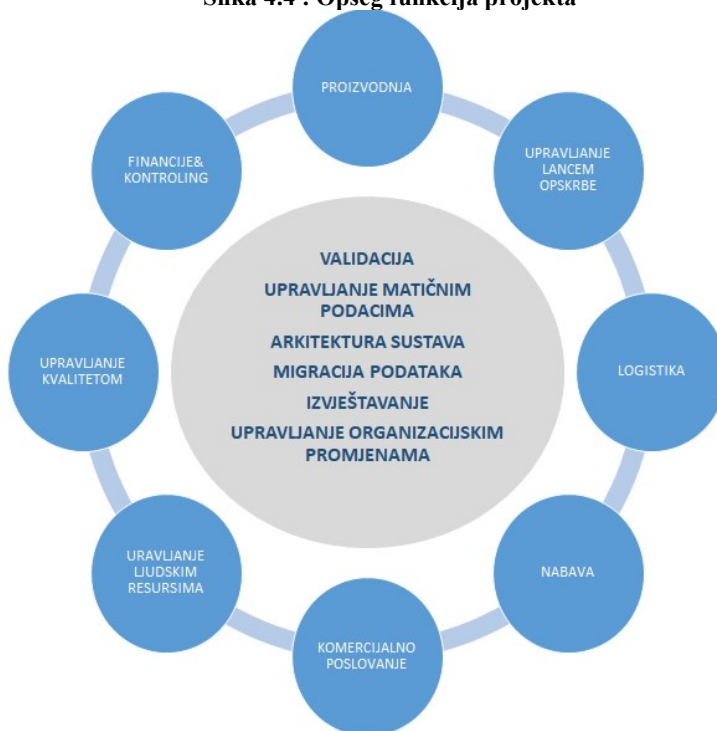 Slika 4.4 : Opseg funkcija projekta
PROIZVODNJA
UPRAVLJANJE
LANCEM
OPSKRBE
LOGISTIKA
NABAVA
KOMERCIJALNO
POSLOVANJE
URAVLJANJE
LJUDSKIM
RESURSIMA
UPRAVLJANJE
KVALITETOM
FINANCIJE&
KONTROLING
VALIDACIJA
UPRAVLJANJE MATIČNIM
PODACIMA
ARKITEKTURA SUSTAVA
MIGRACIJA PODATAKA
IZVJEŠTAVANJE
UPRAVLJANJE ORGANIZACIJSKIM
PROMJENAMA